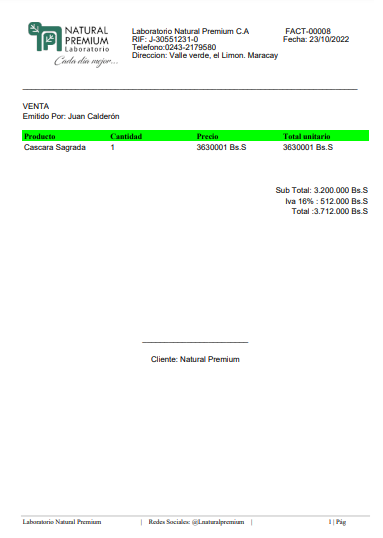 NATURAL
PREMIUM
Laboratorio
Cada día mejor...
Laboratorio Natural Premium C.A
RIF: J-30551231-0
Telefono:0243-2179580
Direccion: Valle verde, el Limon. Maracay
FACT-00008
Fecha: 23/10/2022
VENTA
Emitido Por: Juan Calderón
Producto Cantidad Precio Total unitario
Cascara Sagrada 1 3630001 Bs.S 3630001 Bs.S
Sub Total: 3.200.000 Bs.S
Iva 16% : 512.000 Bs.S
Total :3.712.000 Bs.S
Cliente: Natural Premium
Laboratorio Natural Premium | Redes Sociales: @Lnaturalpremium | 1 | Pág